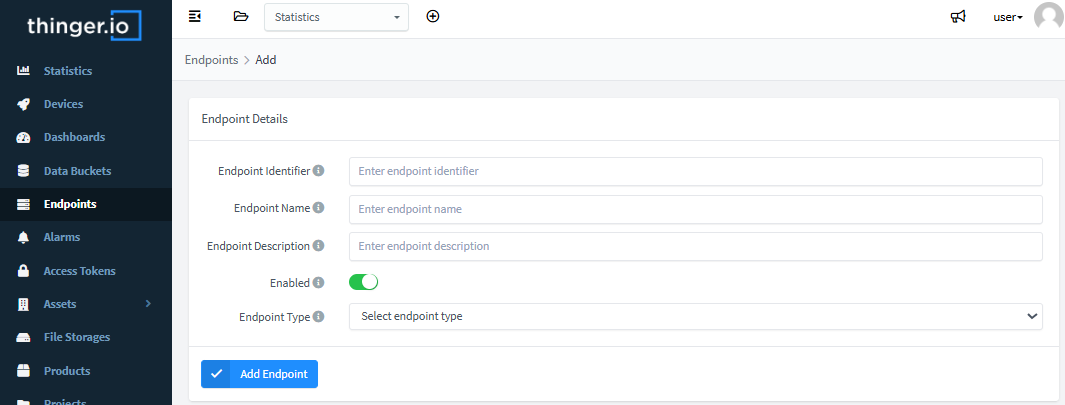 thinger.io
Statistics
user
Statistics
Devices
Dashboards
Data Buckets
Endpoints
Alarms
Access Tokens
Assets
File Storages
Products
Projects
Endpoints > Add
Endpoint Details
Endpoint Identifier
Enter endpoint identifier
Endpoint Name
Enter endpoint name
Endpoint Description
Enter endpoint description
Enabled
Endpoint Type
Select endpoint type
Add Endpoint